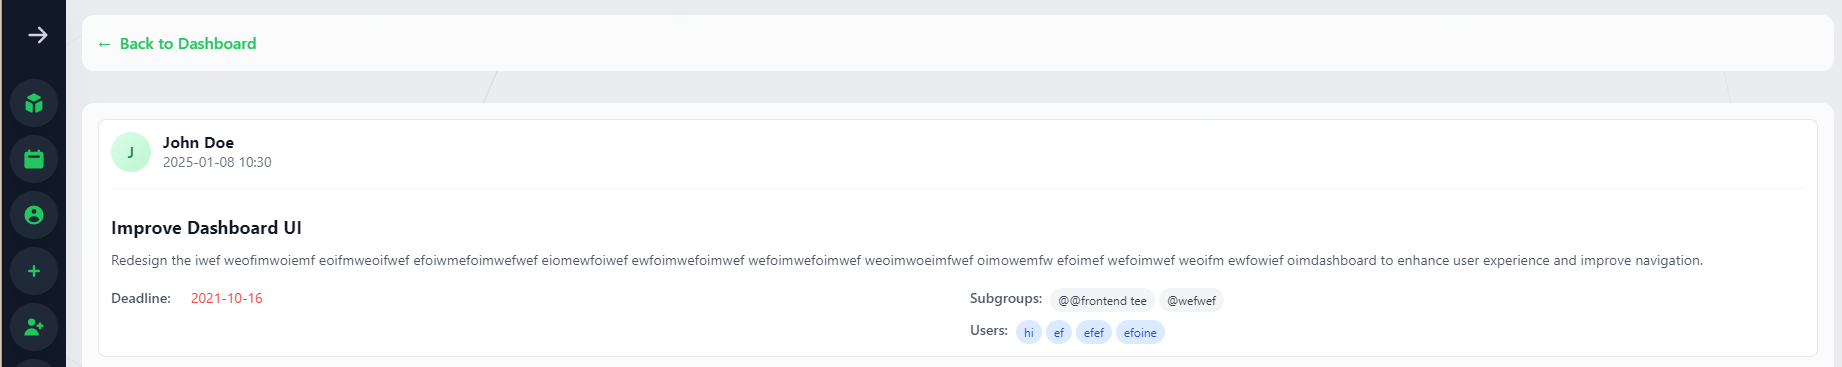 ← Back to Dashboard
J
John Doe
2025-01-08 10:30
Improve Dashboard UI
Redesign the iwef weofimwoiemf eoifmweoifwef efoiwmefoimwefwef eiomewfoiwef ewfoimwefoimwef wefoimwefoimwef weoimwoeimfwef oimowemfw efoimef wefoimwef weoifm ewfowief oimdashboard to enhance user experience and improve navigation.
Deadline: 2021-10-16
Subgroups: @@frontend tee @wefwef
Users: hi ef efef efoine